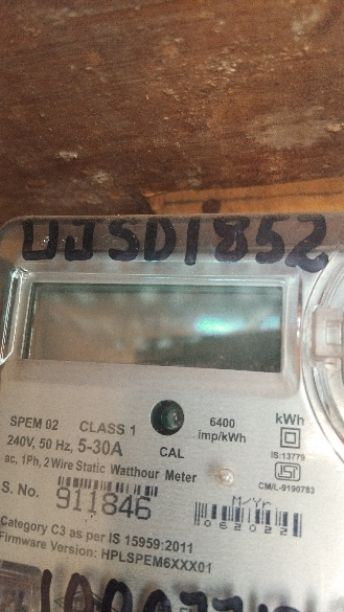 SPEM 02 CLASS 1 6400 imp/kWh kWh
240V, 50 Hz, 5-30A CAL IS:13779
ac, 1Ph, 2 Wire Static Watthour Meter
CM/L-9190783
S. No. 911846 M/Yr
062022
Category C3 as per IS 15959:2011
Firmware Version: HPLSPEM6XXX01